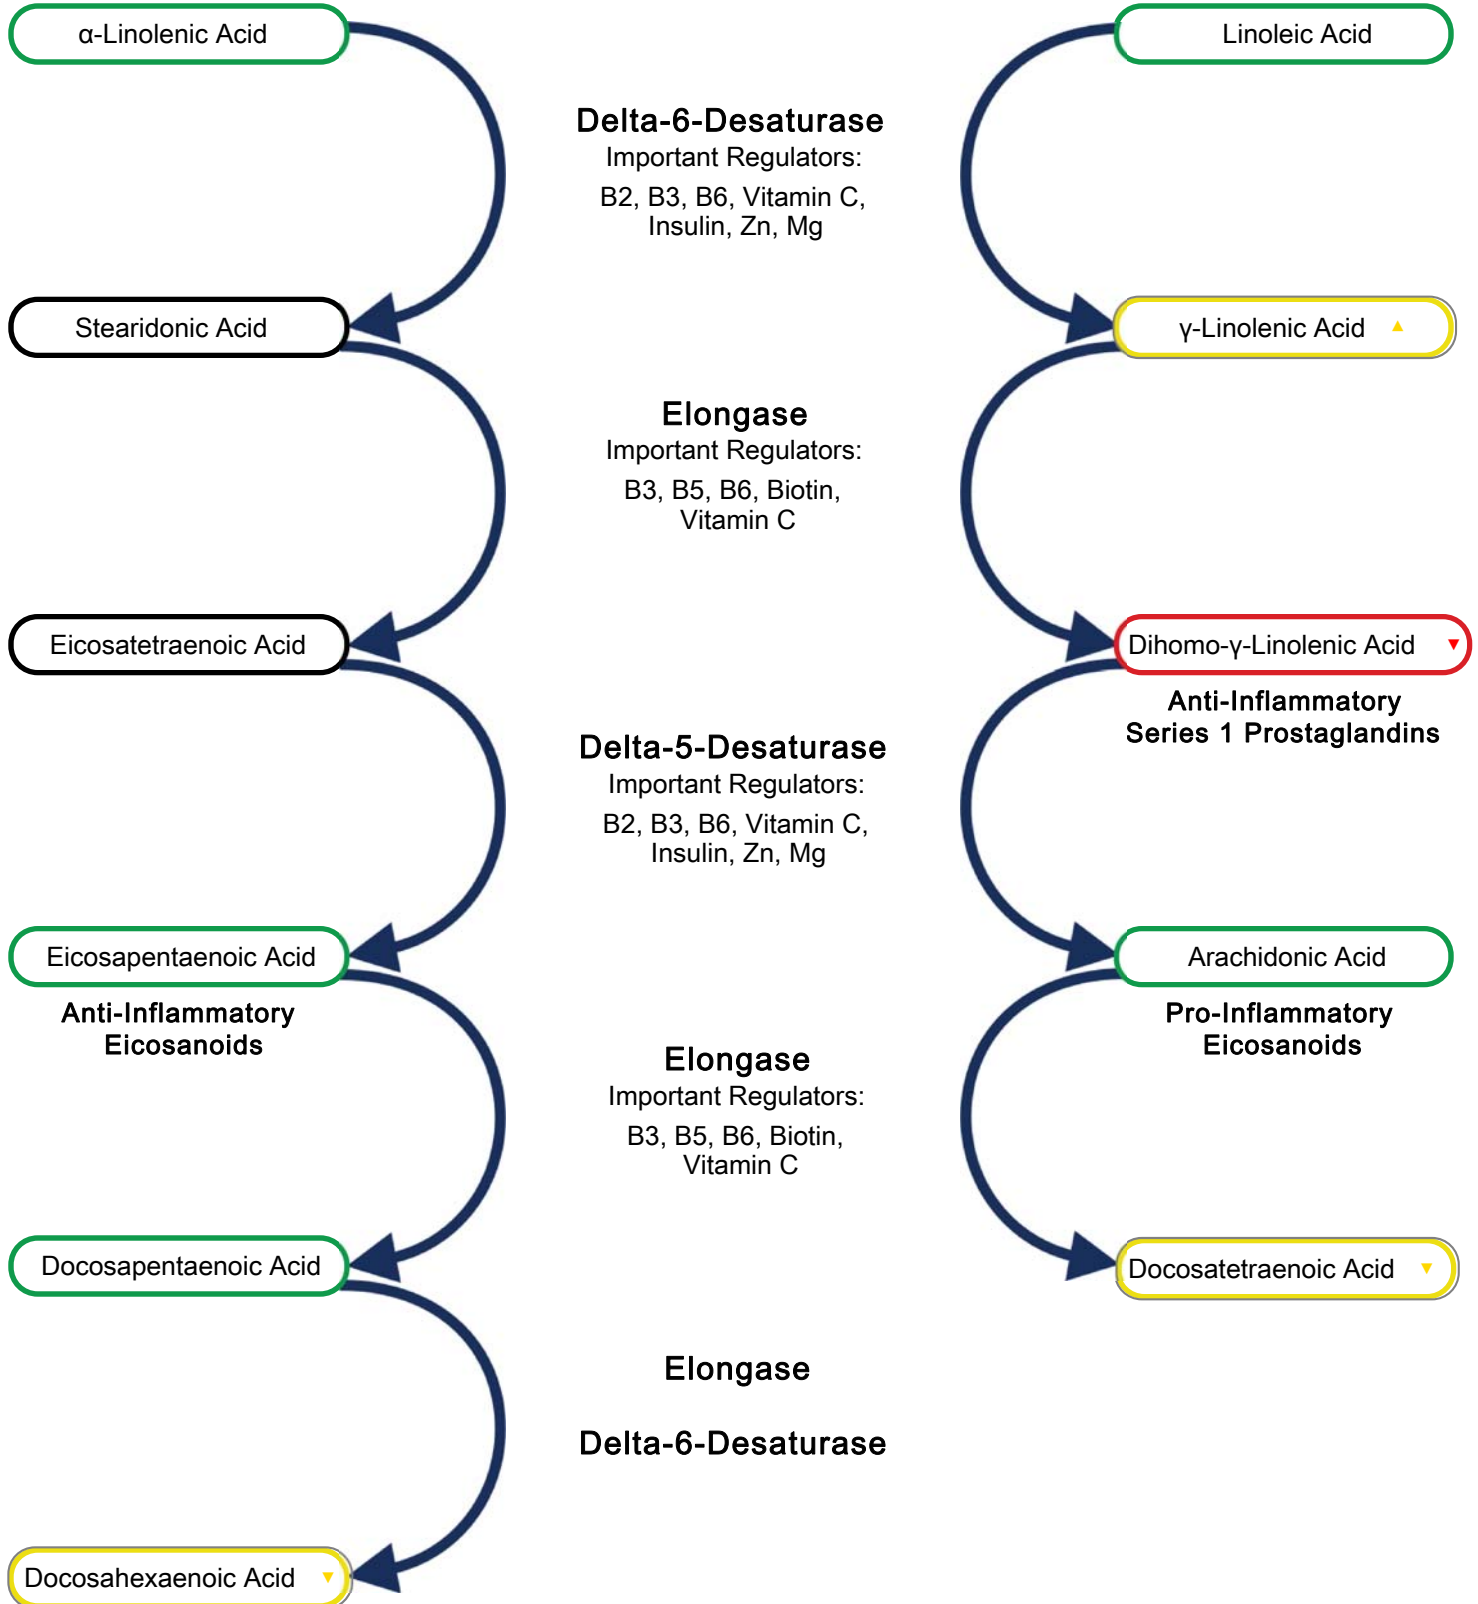 α-Linolenic Acid
Linoleic Acid
Delta-6-Desaturase
Important Regulators:
B2, B3, B6, Vitamin C,
Insulin, Zn, Mg
Stearidonic Acid
γ-Linolenic Acid ▲
Elongase
Important Regulators:
B3, B5, B6, Biotin,
Vitamin C
Eicosatetraenoic Acid
Dihomo-γ-Linolenic Acid ▼
Anti-Inflammatory
Series 1 Prostaglandins
Delta-5-Desaturase
Important Regulators:
B2, B3, B6, Vitamin C,
Insulin, Zn, Mg
Eicosapentaenoic Acid
Anti-Inflammatory
Eicosanoids
Arachidonic Acid
Pro-Inflammatory
Eicosanoids
Elongase
Important Regulators:
B3, B5, B6, Biotin,
Vitamin C
Docosapentaenoic Acid
Docosatetraenoic Acid ▼
Elongase
Delta-6-Desaturase
Docosahexaenoic Acid ▼